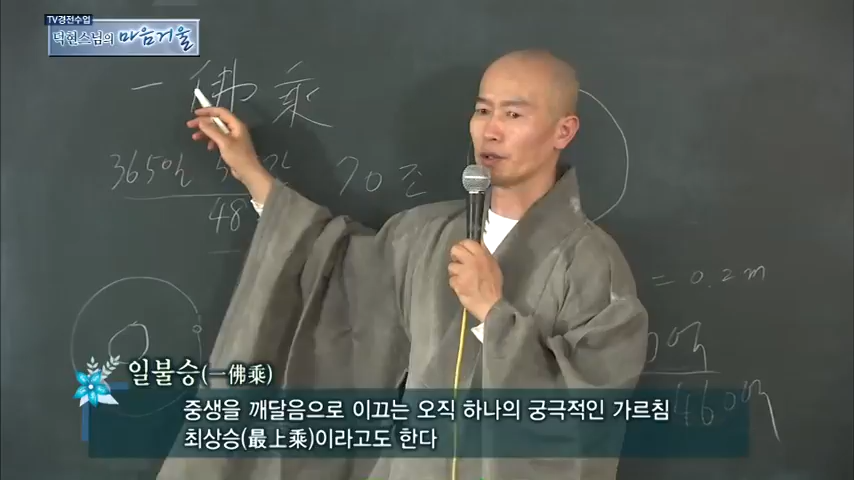 TV경전수업
덕현스님의 마음거울
一佛乘
365일
70조
48
= 0.2m
일불승(一佛乘)
중생을 깨달음으로 이끄는 오직 하나의 궁극적인 가르침
최상승(最上乘)이라고도 한다